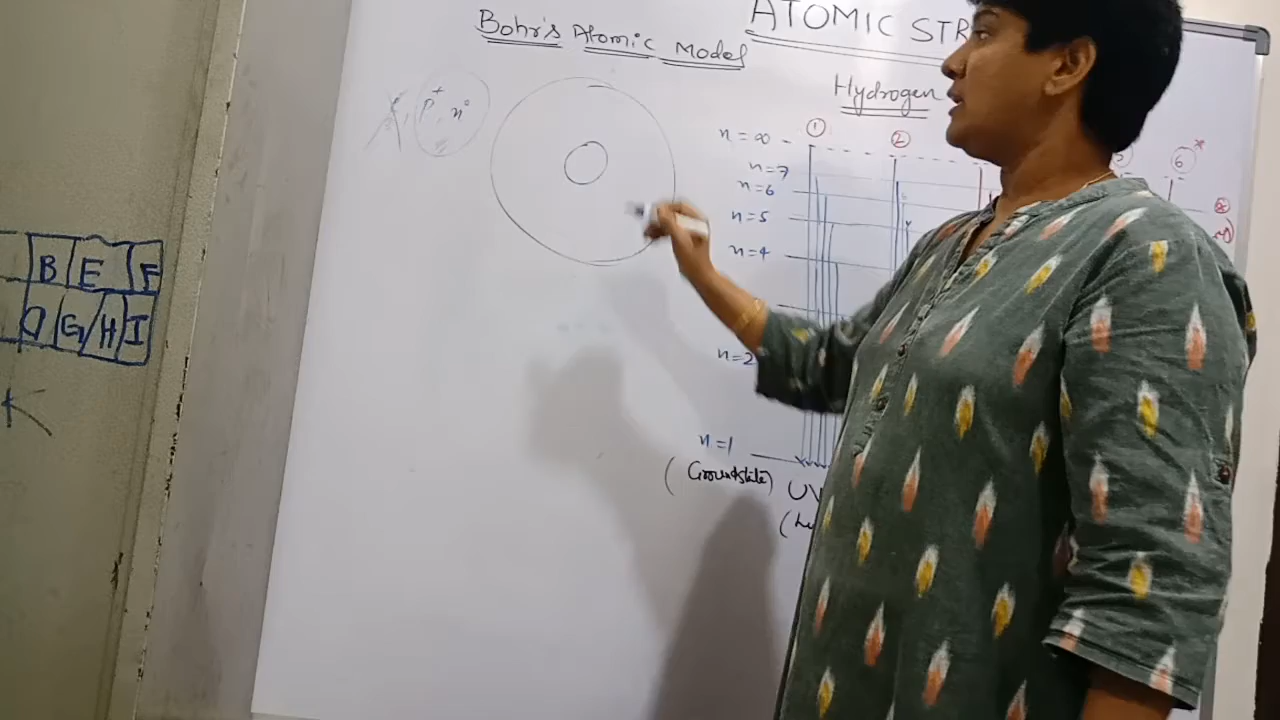 ATOMIC STR
Bohr's Atomic Model
Hydrogen
p+, n°
n = ∞
① ② ⑥*
n = 7
n = 6
n = 5
n = 4
n = 2
n = 1
(Groundstate) UV
B E F
G H I
K